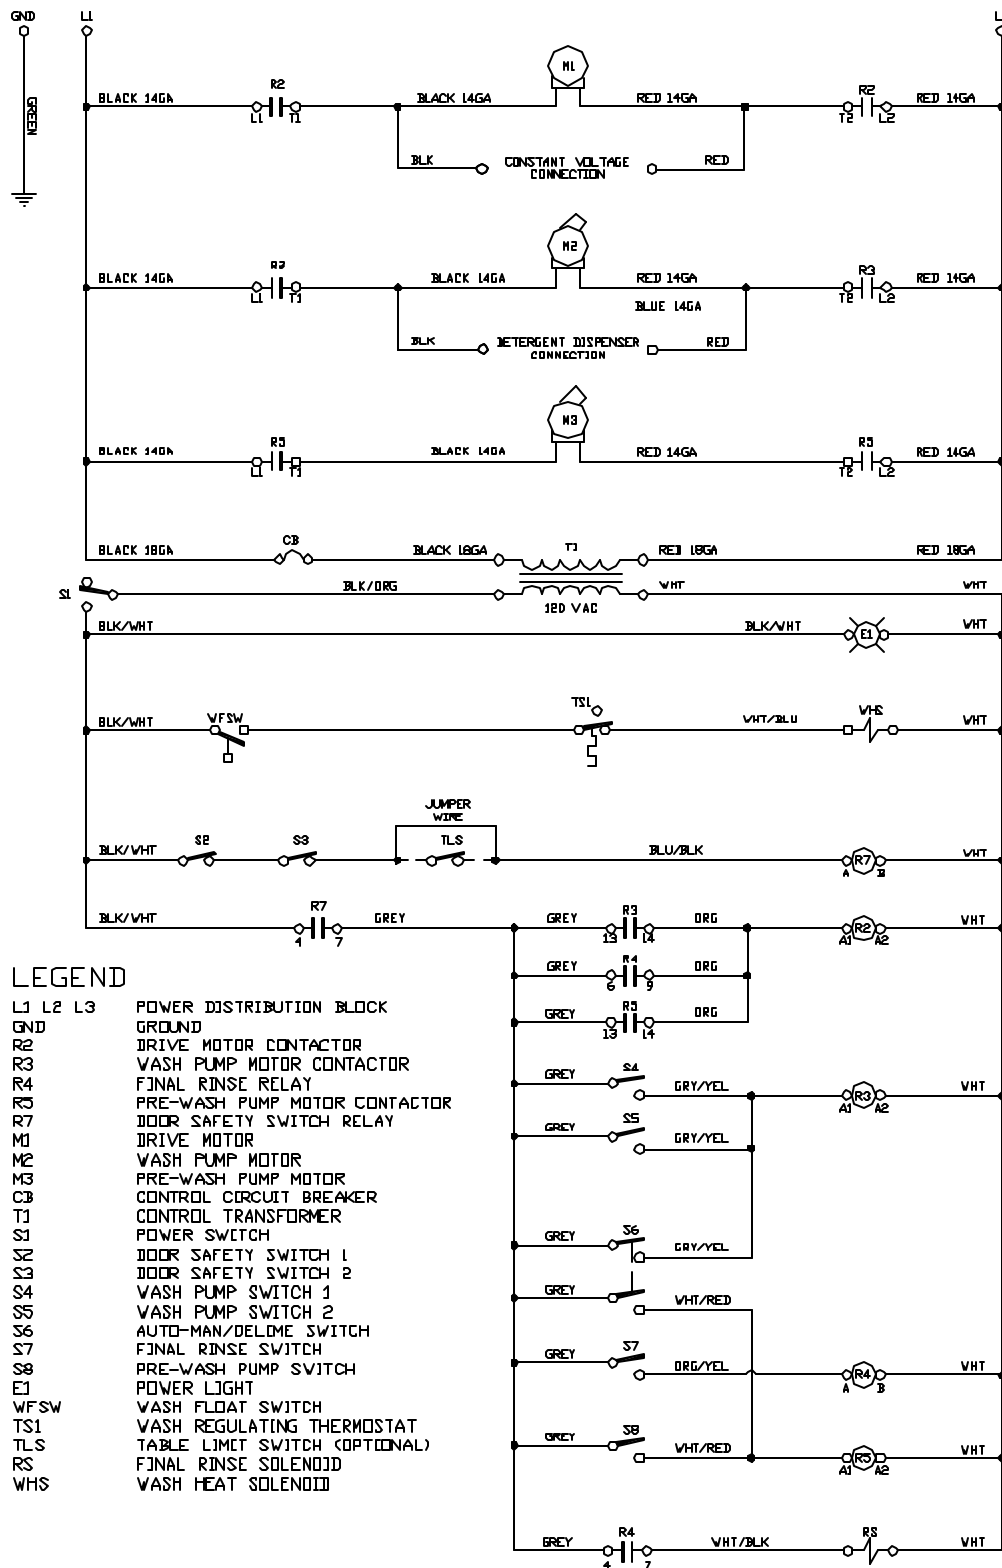 GND L1 L
GREEN
M1
R2 R2
BLACK 14GA BLACK 14GA RED 14GA RED 14GA
L1 T1 T2 L2
BLK CONSTANT VOLTAGE RED
CONNECTION
M2
R3 R3
BLACK 14GA BLACK 14GA RED 14GA RED 14GA
L1 T1 T2 L2
BLUE 14GA
BLK DETERGENT DISPENSER RED
CONNECTION
M3
R5 R5
BLACK 14GA BLACK 14GA RED 14GA RED 14GA
L1 T1 T2 L2
CB T1
BLACK 18GA BLACK 18GA RED 18GA RED 18GA
S1 BLK/ORG WHT WHT
120 VAC
BLK/WHT BLK/WHT E1 WHT
TS1
BLK/WHT WFSW WHT/BLU WHS WHT
JUMPER
WIRE
S2 S3 TLS
BLK/WHT BLU/BLK R7 WHT
A B
R7 R3
BLK/WHT GREY GREY ORG R2 WHT
4 7 13 14 A1 A2
R4
GREY ORG
6 9
R5
GREY ORG
13 14
S4
GREY GRY/YEL R3 WHT
A1 A2
S5
GREY GRY/YEL
S6
GREY GRY/YEL
GREY WHT/RED
S7
GREY ORG/YEL R4 WHT
A B
S8
GREY WHT/RED R5 WHT
A1 A2
R4 RS
GREY WHT/BLK WHT
4 7
LEGEND
L1 L2 L3 POWER DISTRIBUTION BLOCK
GND GROUND
R2 DRIVE MOTOR CONTACTOR
R3 WASH PUMP MOTOR CONTACTOR
R4 FINAL RINSE RELAY
R5 PRE-WASH PUMP MOTOR CONTACTOR
R7 DOOR SAFETY SWITCH RELAY
M1 DRIVE MOTOR
M2 WASH PUMP MOTOR
M3 PRE-WASH PUMP MOTOR
CB CONTROL CIRCUIT BREAKER
T1 CONTROL TRANSFORMER
S1 POWER SWITCH
S2 DOOR SAFETY SWITCH 1
S3 DOOR SAFETY SWITCH 2
S4 WASH PUMP SWITCH 1
S5 WASH PUMP SWITCH 2
S6 AUTO-MAN/DELIME SWITCH
S7 FINAL RINSE SWITCH
S8 PRE-WASH PUMP SWITCH
E1 POWER LIGHT
WFSW WASH FLOAT SWITCH
TS1 WASH REGULATING THERMOSTAT
TLS TABLE LIMIT SWITCH (OPTIONAL)
RS FINAL RINSE SOLENOID
WHS WASH HEAT SOLENOID